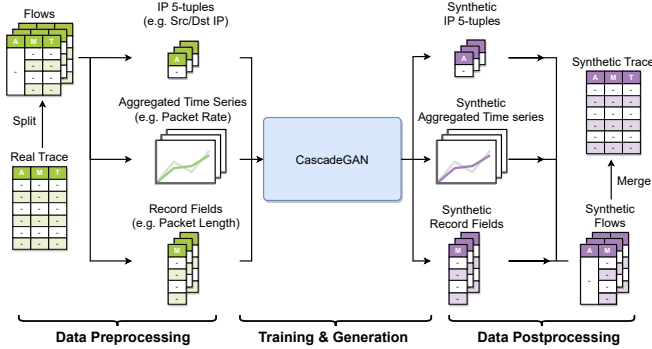 Flows
A M T
-
Split
Real Trace
A M T
IP 5-tuples
(e.g. Src/Dst IP)
A
-
Aggregated Time Series
(e.g. Packet Rate)
Record Fields
(e.g. Packet Length)
M
-
CascadeGAN
Synthetic
IP 5-tuples
A
-
Synthetic
Aggregated Time series
Synthetic
Record Fields
M
-
Synthetic Trace
A M T
Merge
Synthetic
Flows
A M
-
Data Preprocessing
Training & Generation
Data Postprocessing